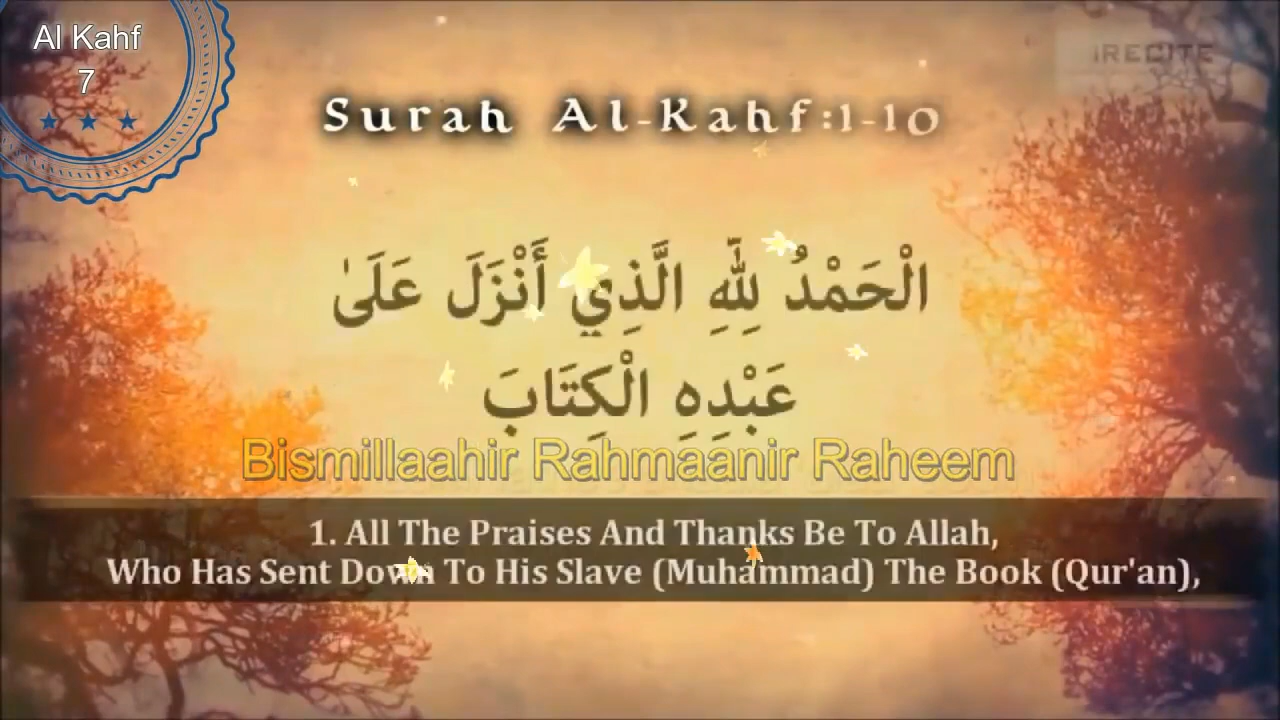 Al Kahf
7
iRECITE
Surah Al-Kahf:1-10
الْحَمْدُ لِلَّهِ الَّذِي أَنْزَلَ عَلَىٰ
عَبْدِهِ الْكِتَابَ
Bismillaahir Rahmaanir Raheem
1. All The Praises And Thanks Be To Allah,
Who Has Sent Down To His Slave (Muhammad) The Book (Qur'an),